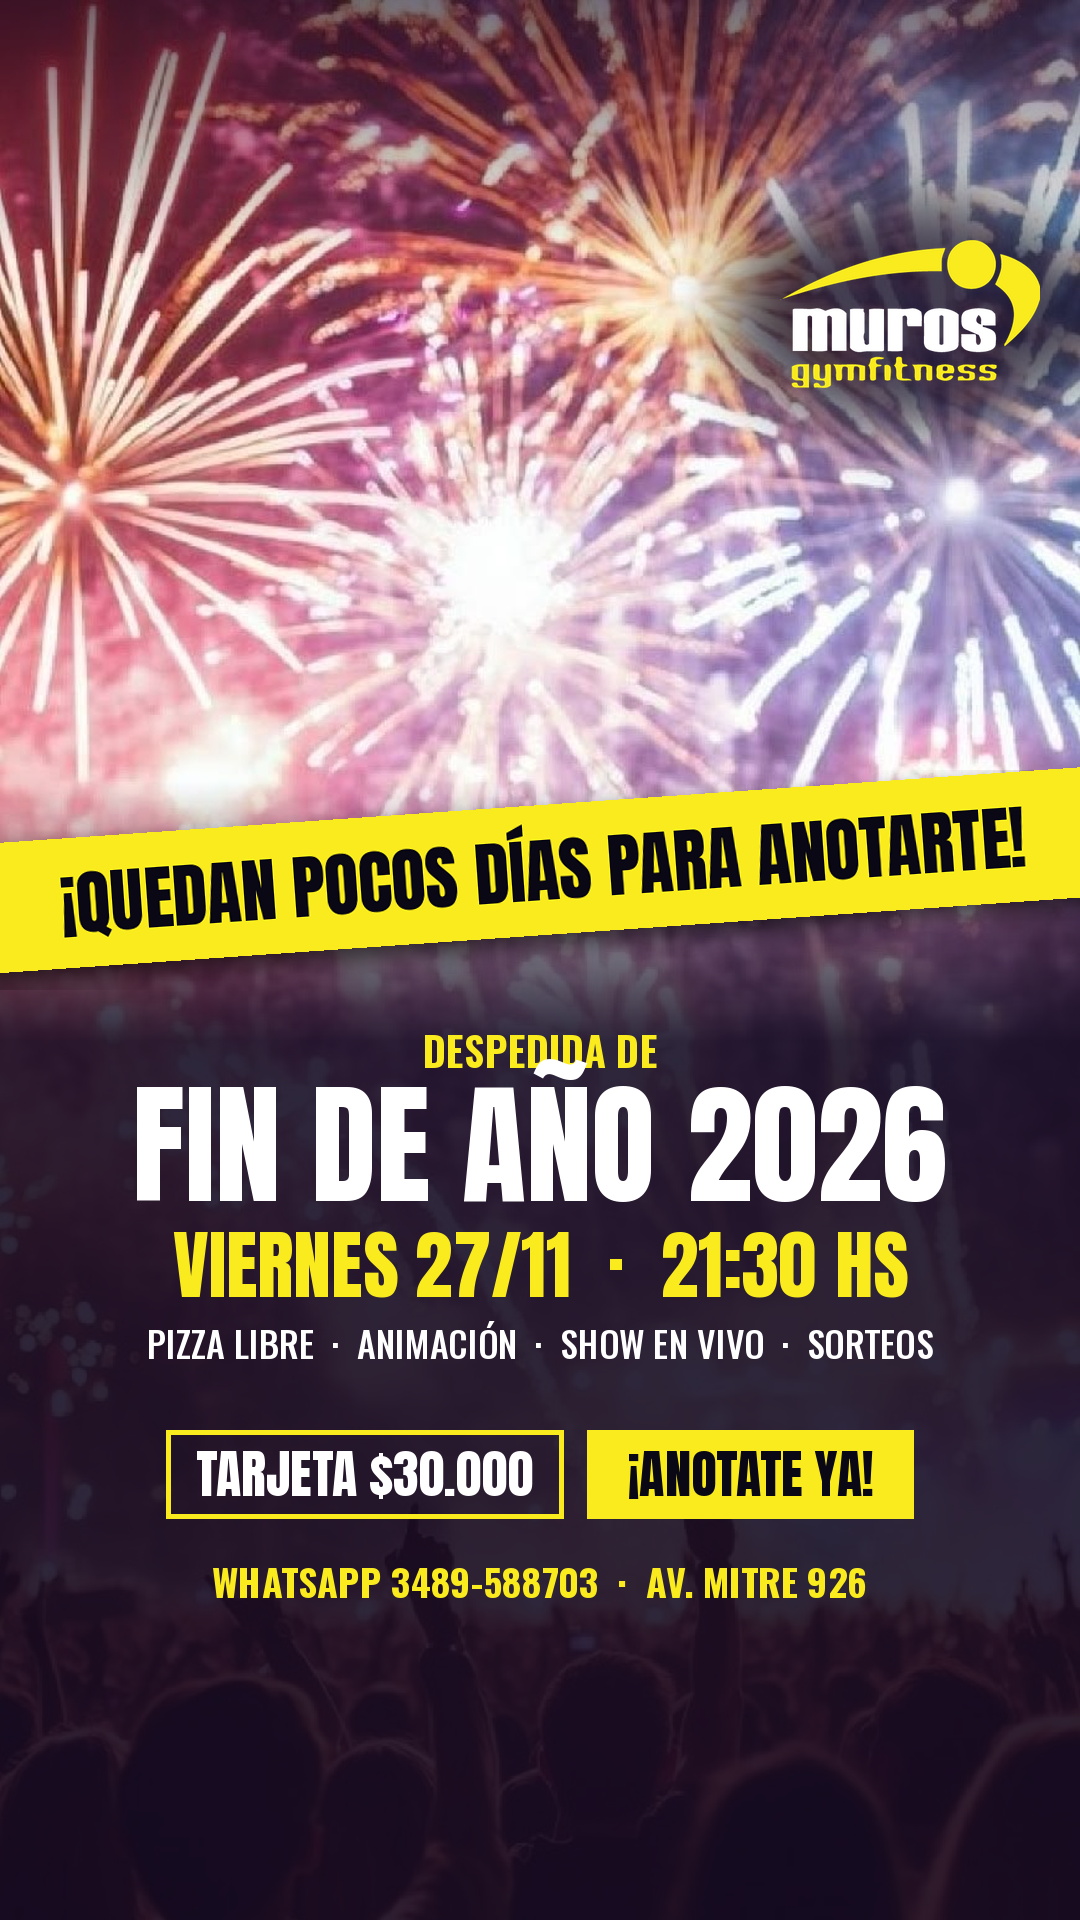 muros
gymfitness
¡QUEDAN POCOS DÍAS PARA ANOTARTE!
DESPEDIDA DE
FIN DE AÑO 2026
VIERNES 27/11 · 21:30 HS
PIZZA LIBRE · ANIMACIÓN · SHOW EN VIVO · SORTEOS
TARJETA $30.000
¡ANOTATE YA!
WHATSAPP 3489-588703 · AV. MITRE 926